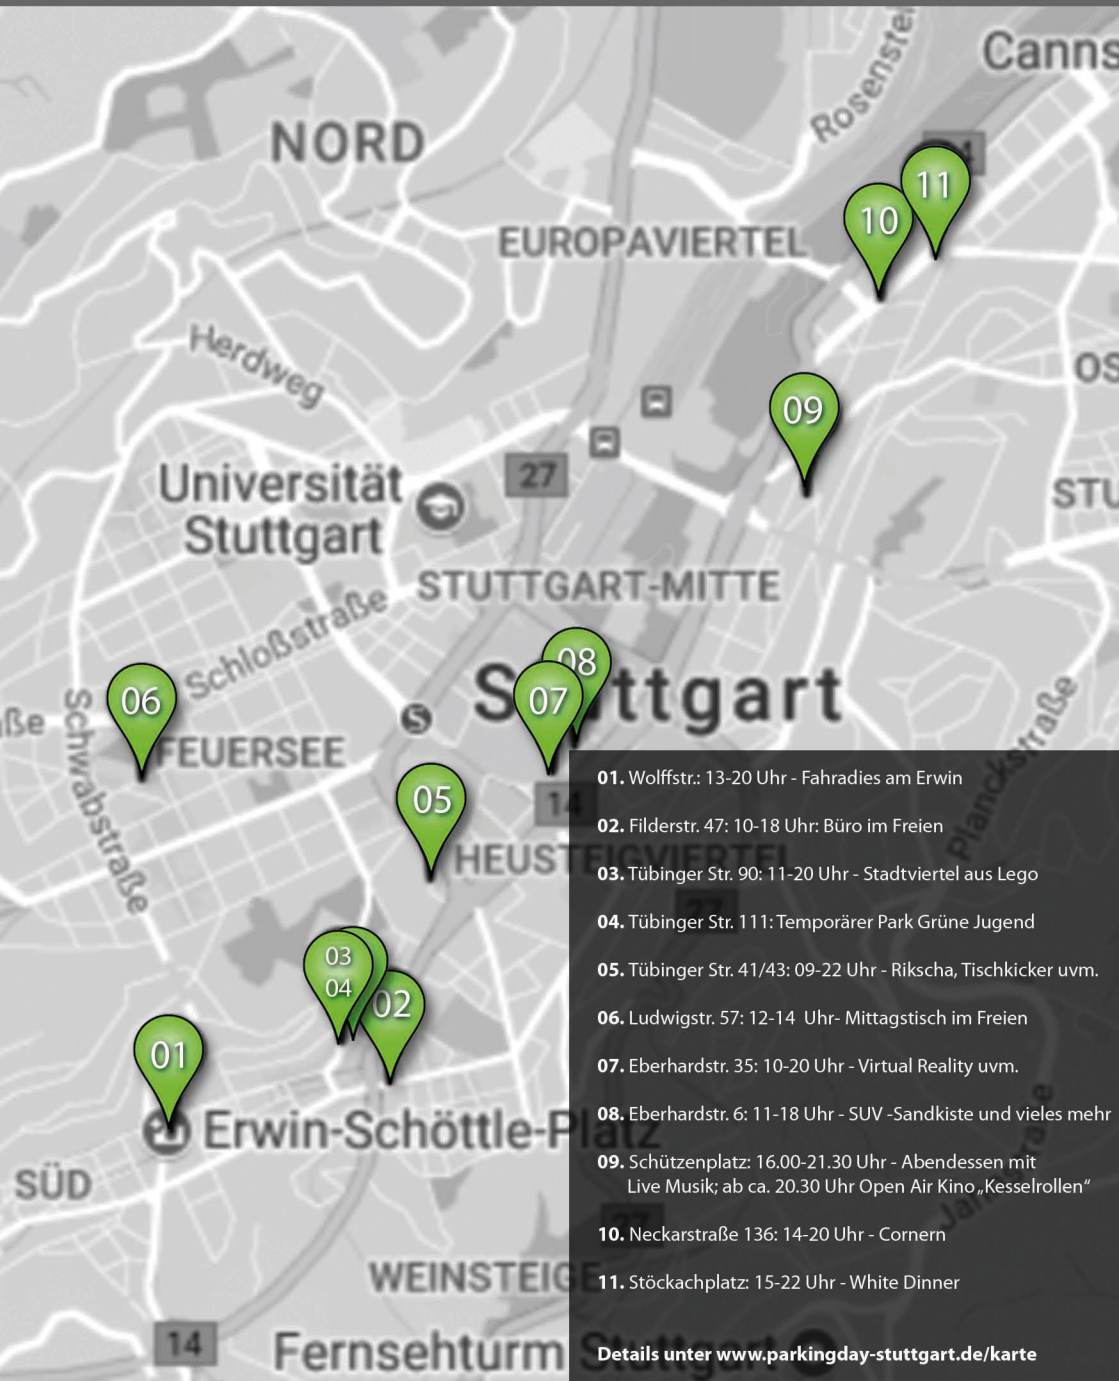 Canns
Rosenstei
NORD
11
10
EUROPAVIERTEL
Herdweg
OS
09
27
Universität
Stuttgart
STU
STUTTGART-MITTE
Schloßstraße
08
07
06
ttgart
Schwabstraße
aße
S
FEUERSEE
Planckstraße
05
14
HEUSTEIGVIERTEL
27
03
04
02
01
Erwin-Schöttle-Platz
SÜD
27
WEINSTEIGE
14
Fernsehturm Stuttgart
01. Wolffstr.: 13-20 Uhr - Fahradies am Erwin
02. Filderstr. 47: 10-18 Uhr: Büro im Freien
03. Tübinger Str. 90: 11-20 Uhr - Stadtviertel aus Lego
04. Tübinger Str. 111: Temporärer Park Grüne Jugend
05. Tübinger Str. 41/43: 09-22 Uhr - Rikscha, Tischkicker uvm.
06. Ludwigstr. 57: 12-14 Uhr- Mittagstisch im Freien
07. Eberhardstr. 35: 10-20 Uhr - Virtual Reality uvm.
08. Eberhardstr. 6: 11-18 Uhr - SUV -Sandkiste und vieles mehr
09. Schützenplatz: 16.00-21.30 Uhr - Abendessen mit
Live Musik; ab ca. 20.30 Uhr Open Air Kino „Kesselrollen“
10. Neckarstraße 136: 14-20 Uhr - Cornern
11. Stöckachplatz: 15-22 Uhr - White Dinner
Details unter www.parkingday-stuttgart.de/karte